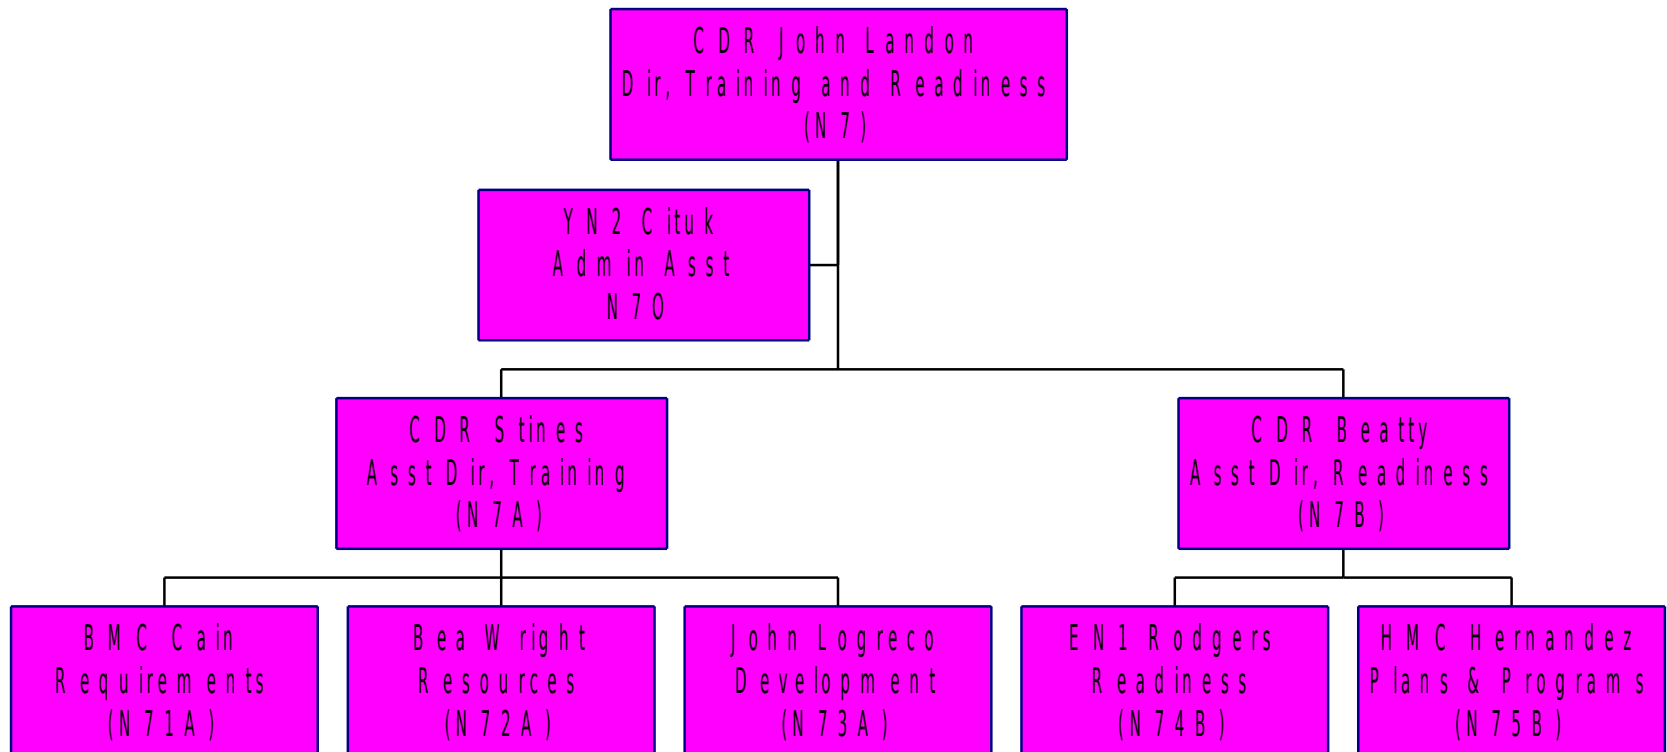 CDR John Landon
Dir, Training and Readiness
(N7)
YN2 Cituk
Admin Asst
N7O
CDR Stines
Asst Dir, Training
(N7A)
CDR Beatty
Asst Dir, Readiness
(N7B)
BMC Cain
Requirements
(N71A)
Bea Wright
Resources
(N72A)
John Logreco
Development
(N73A)
EN1 Rodgers
Readiness
(N74B)
HMC Hernandez
Plans & Programs
(N75B)